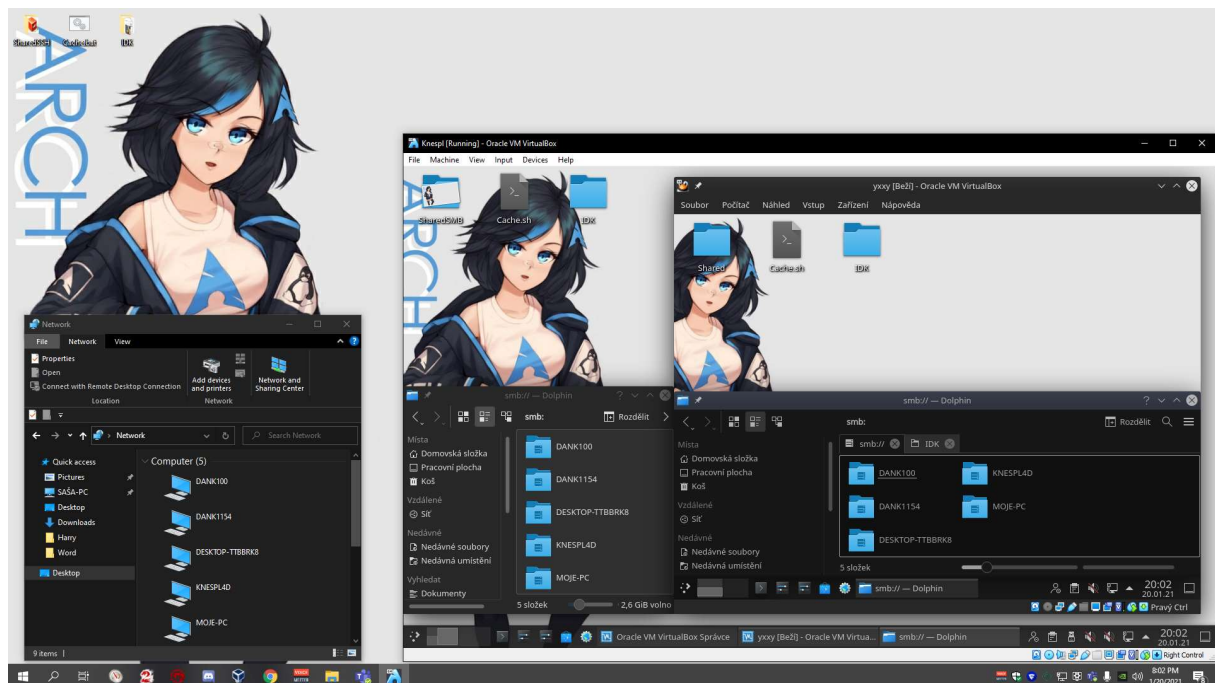 ARCH
SharedSSH
IDK
Network
File
Network
View
Properties
Open
Connect with Remote Desktop Connection
Add devices
and printers
Network and
Sharing Center
Location
Network
Network
Search Network
Quick access
Pictures
SAŠA-PC
Desktop
Downloads
Harry
Word
Desktop
Computer (5)
DANK100
DANK1154
DESKTOP-TTBBRK8
KNESPL4D
MOJE-PC
9 items
Knespl [Running] - Oracle VM VirtualBox
File Machine View Input Devices Help
ARCH
SharedSMB
Cache.sh
IDK
smb:// — Dolphin
smb:
Rozdělit
Místa
Domovská složka
Pracovní plocha
Koš
Vzdálené
Síť
Nedávné
Nedávné soubory
Nedávná umístění
Vyhledat
Dokumenty
DANK100
DANK1154
DESKTOP-TTBBRK8
KNESPL4D
MOJE-PC
5 složek
2,6 GiB volno
yxxy [Beží] - Oracle VM VirtualBox
Soubor Počítač Náhled Vstup Zařízení Nápověda
Shared
Cache.sh
IDK
smb:// — Dolphin
smb:
Rozdělit
smb://
IDK
Místa
Domovská složka
Pracovní plocha
Koš
Vzdálené
Síť
Nedávné
Nedávné soubory
Nedávná umístění
DANK100
KNESPL4D
DANK1154
MOJE-PC
DESKTOP-TTBBRK8
5 složek
smb:// — Dolphin
20:02
20.01.21
Pravý Ctrl
Oracle VM VirtualBox Správce
yxxy [Beží] - Oracle VM Virtua...
smb:// — Dolphin
20:02
20.01.21
Right Control
8:02 PM
1/20/2021